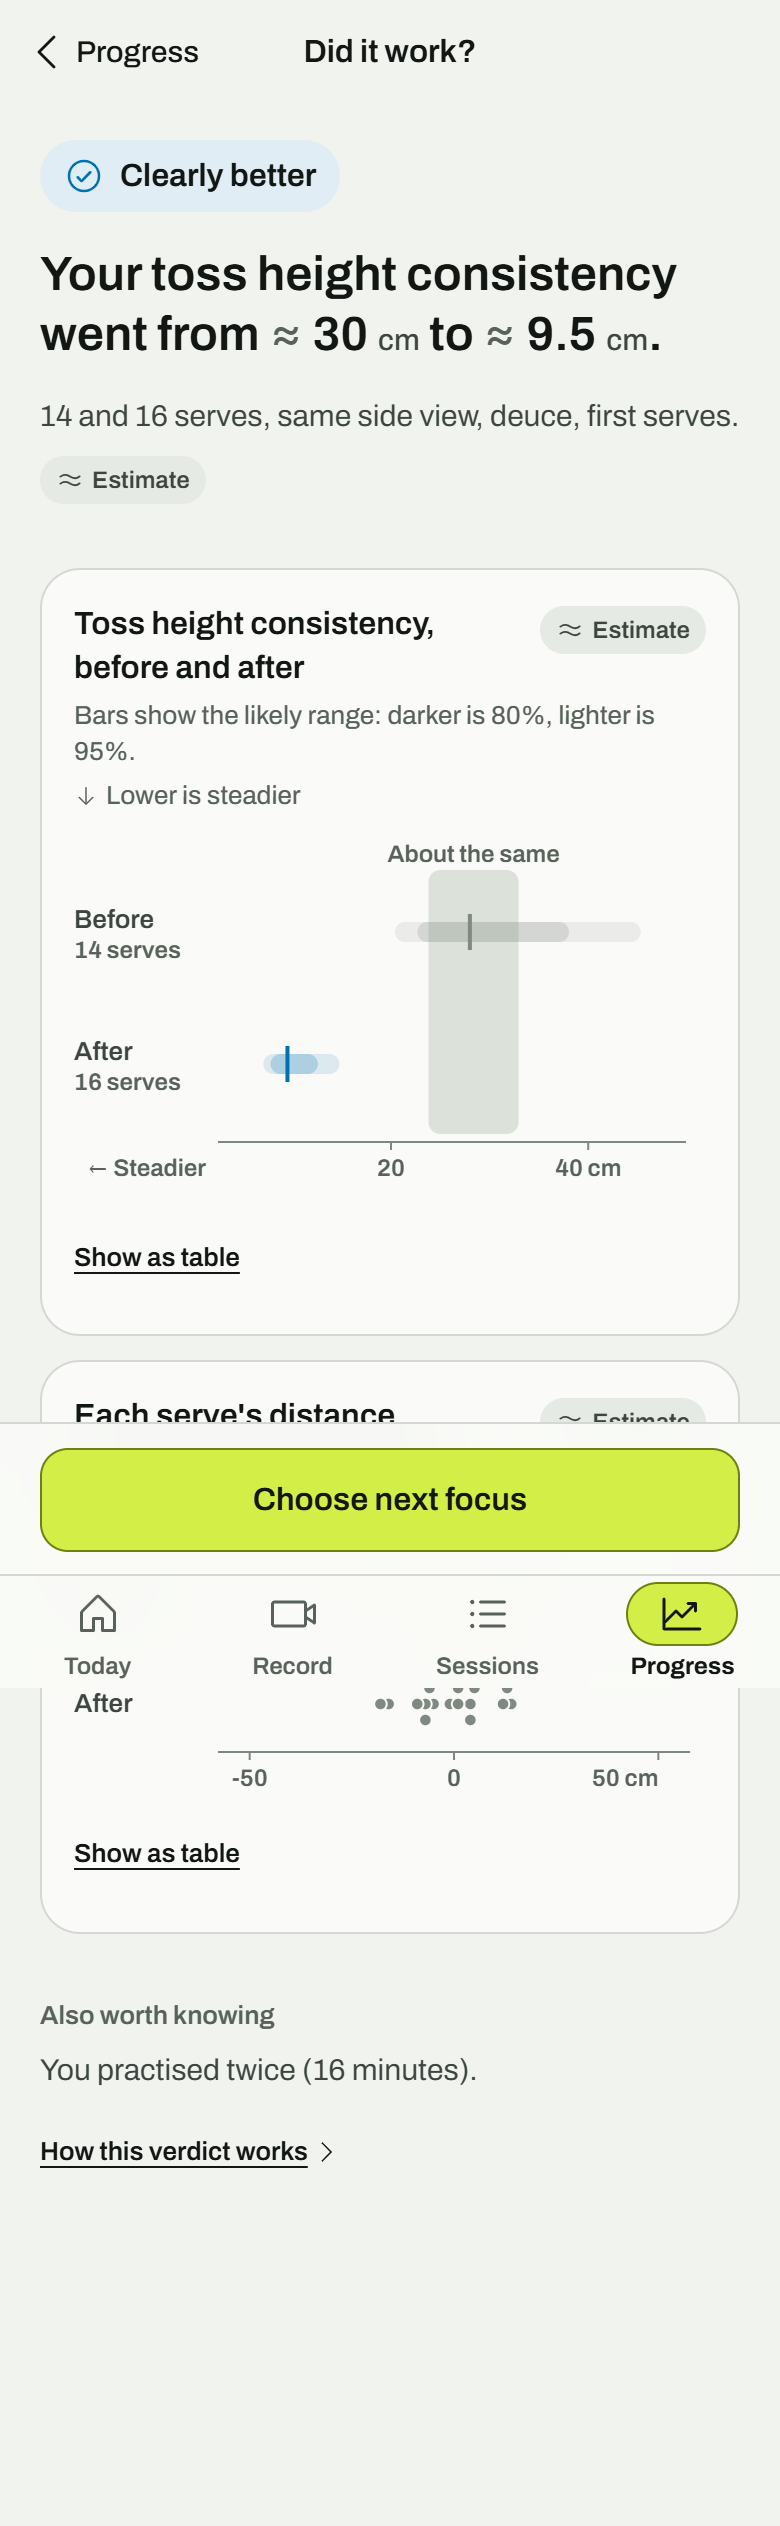 Progress
Did it work?
Clearly better
Your toss height consistency
went from ≈ 30 cm to ≈ 9.5 cm.
14 and 16 serves, same side view, deuce, first serves.
≈ Estimate
Toss height consistency,
before and after
≈ Estimate
Bars show the likely range: darker is 80%, lighter is
95%.
↓ Lower is steadier
About the same
Before
14 serves
After
16 serves
← Steadier
20
40 cm
Show as table
Each serve's distance
≈ Estimate
Choose next focus
Today
Record
Sessions
Progress
After
-50
0
50 cm
Show as table
Also worth knowing
You practised twice (16 minutes).
How this verdict works